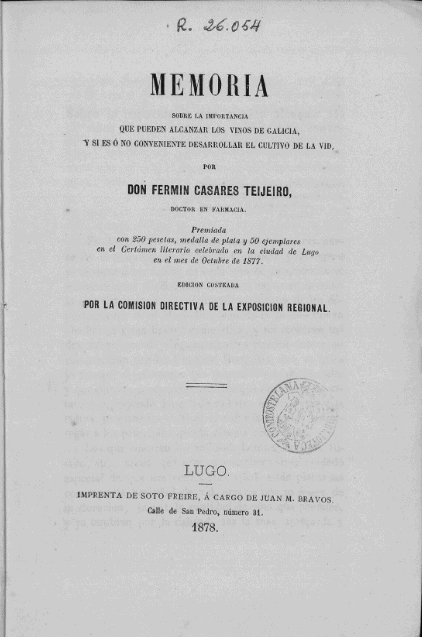 R. 26.054
MEMORIA
SOBRE LA IMPORTANCIA
QUE PUEDEN ALCANZAR LOS VINOS DE GALICIA,
Y SI ES Ó NO CONVENIENTE DESARROLLAR EL CULTIVO DE LA VID.
POR
DON FERMIN CASARES TEIJEIRO,
DOCTOR EN FARMACIA.
Premiada
con 250 pesetas, medalla de plata y 50 ejemplares
en el Certámen literario celebrado en la ciudad de Lugo
en el mes de Octubre de 1877.
EDICION COSTEADA
POR LA COMISION DIRECTIVA DE LA EXPOSICION REGIONAL.
LUGO.
IMPRENTA DE SOTO FREIRE, Á CARGO DE JUAN M. BRAVOS.
Calle de San Pedro, número 31.
1878.